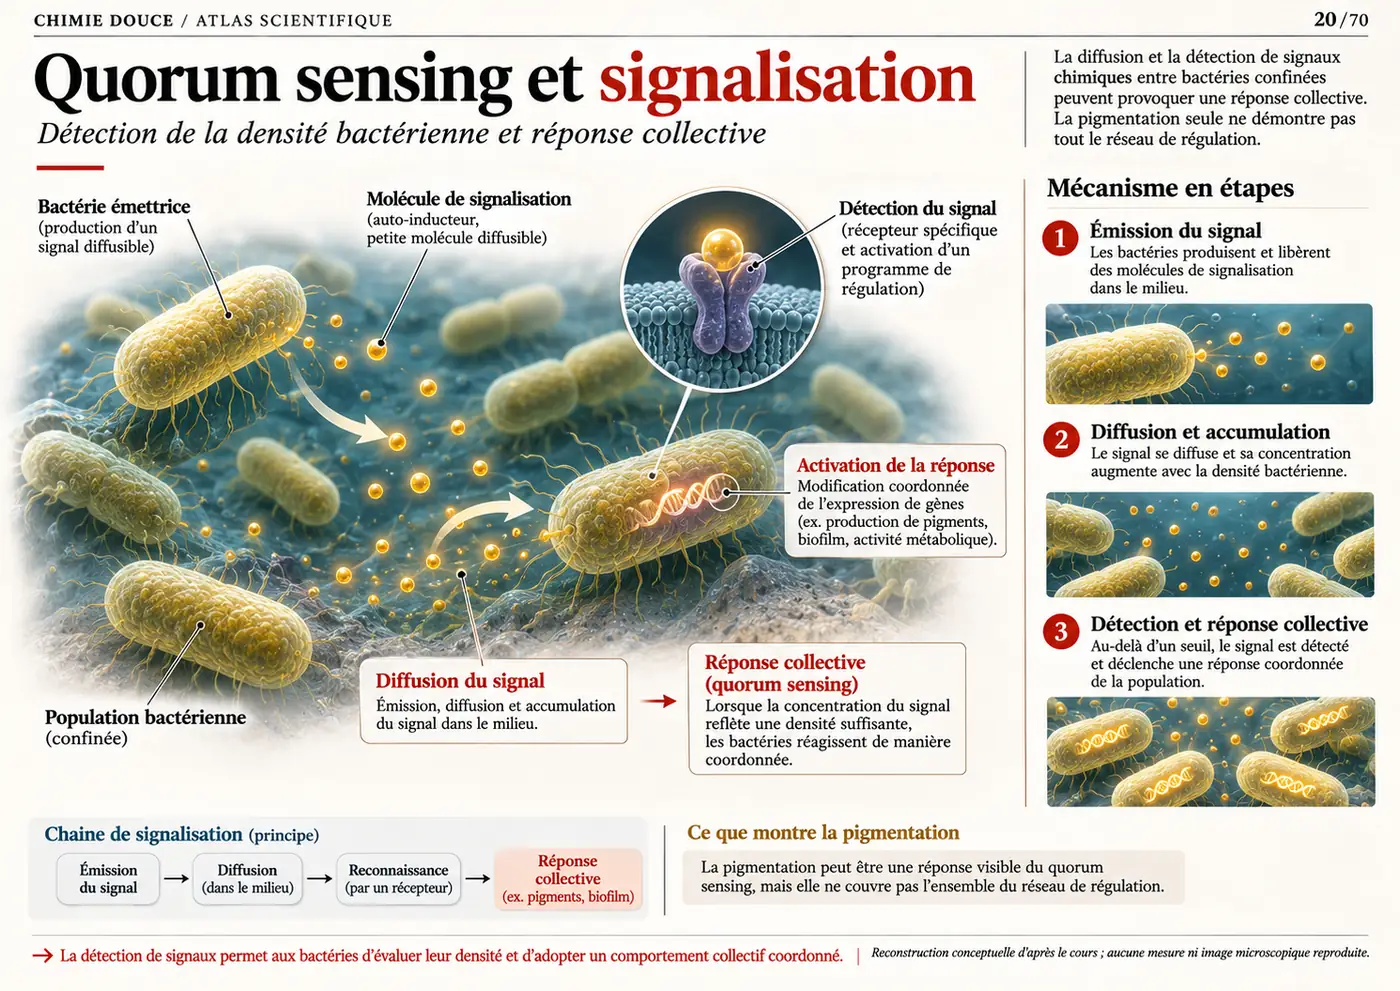 CHIMIE DOUCE / ATLAS SCIENTIFIQUE
20/70
Quorum sensing et signalisation
Détection de la densité bactérienne et réponse collective
La diffusion et la détection de signaux
chimiques entre bactéries confinées
peuvent provoquer une réponse collective.
La pigmentation seule ne démontre pas
tout le réseau de régulation.
Bactérie émettrice
(production d'un
signal diffusible)
Molécule de signalisation
(auto-inducteur,
petite molécule diffusible)
Détection du signal
(récepteur spécifique
et activation d'un
programme de
régulation)
Activation de la réponse
Modification coordonnée
de l'expression de gènes
(ex. production de pigments,
biofilm, activité métabolique).
Population bactérienne
(confinée)
Diffusion du signal
Émission, diffusion et accumulation
du signal dans le milieu.
Réponse collective
(quorum sensing)
Lorsque la concentration du signal
reflète une densité suffisante,
les bactéries réagissent de manière
coordonnée.
Mécanisme en étapes
1
Émission du signal
Les bactéries produisent et libèrent
des molécules de signalisation
dans le milieu.
2
Diffusion et accumulation
Le signal se diffuse et sa concentration
augmente avec la densité bactérienne.
3
Détection et réponse collective
Au-delà d'un seuil, le signal est détecté
et déclenche une réponse coordonnée
de la population.
Chaine de signalisation (principe)
Émission
du signal
Diffusion
(dans le milieu)
Reconnaissance
(par un récepteur)
Réponse
collective
(ex. pigments, biofilm)
Ce que montre la pigmentation
La pigmentation peut être une réponse visible du quorum
sensing, mais elle ne couvre pas l'ensemble du réseau de régulation.
→ La détection de signaux permet aux bactéries d'évaluer leur densité et d'adopter un comportement collectif coordonné.
Reconstruction conceptuelle d'après le cours ; aucune mesure ni image microscopique reproduite.